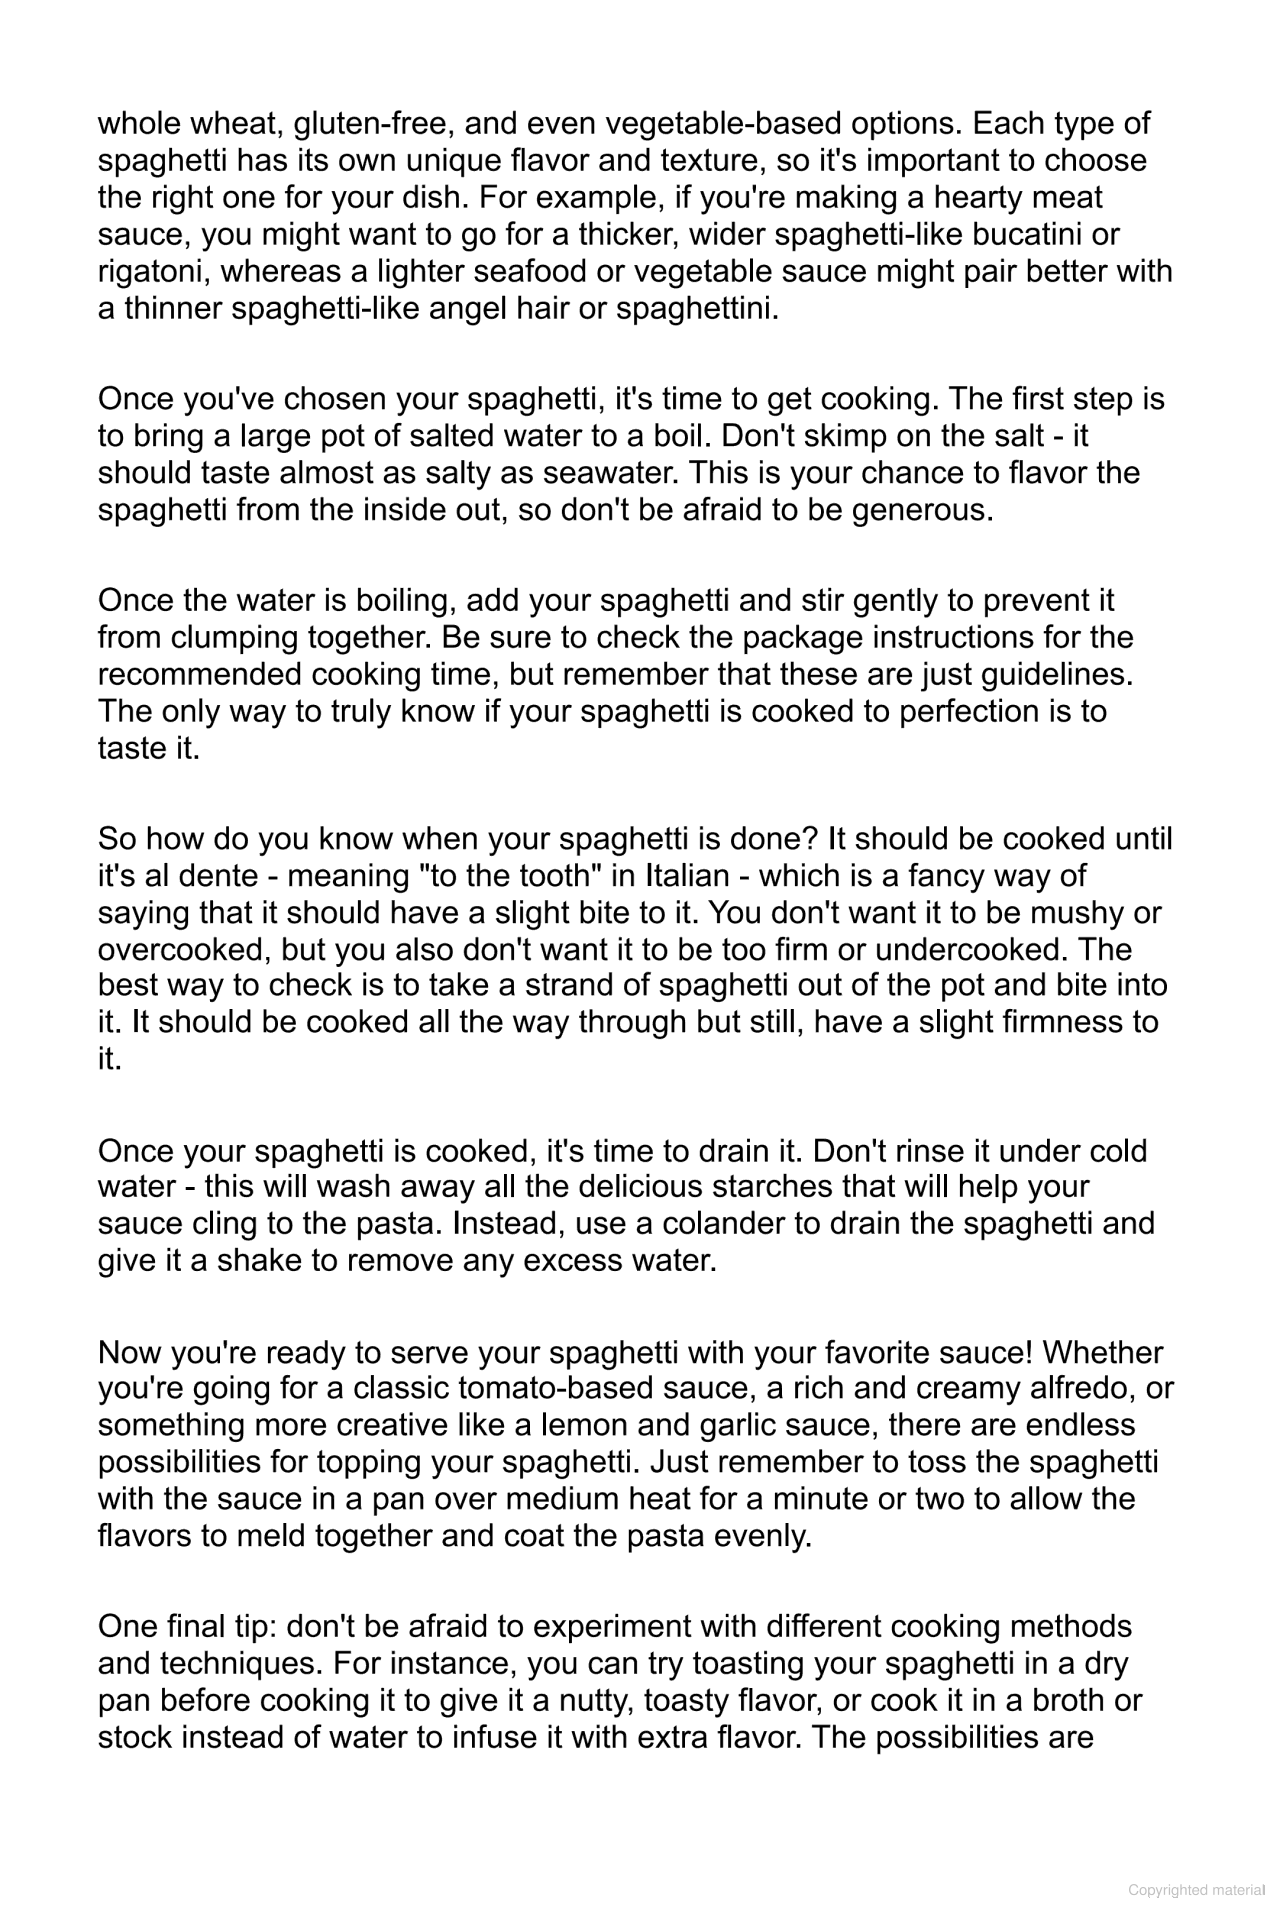 whole wheat, gluten-free, and even vegetable-based options. Each type of
spaghetti has its own unique flavor and texture, so it's important to choose
the right one for your dish. For example, if you're making a hearty meat
sauce, you might want to go for a thicker, wider spaghetti-like bucatini or
rigatoni, whereas a lighter seafood or vegetable sauce might pair better with
a thinner spaghetti-like angel hair or spaghettini.
Once you've chosen your spaghetti, it's time to get cooking. The first step is
to bring a large pot of salted water to a boil. Don't skimp on the salt - it
should taste almost as salty as seawater. This is your chance to flavor the
spaghetti from the inside out, so don't be afraid to be generous.
Once the water is boiling, add your spaghetti and stir gently to prevent it
from clumping together. Be sure to check the package instructions for the
recommended cooking time, but remember that these are just guidelines.
The only way to truly know if your spaghetti is cooked to perfection is to
taste it.
So how do you know when your spaghetti is done? It should be cooked until
it's al dente - meaning "to the tooth" in Italian - which is a fancy way of
saying that it should have a slight bite to it. You don't want it to be mushy or
overcooked, but you also don't want it to be too firm or undercooked. The
best way to check is to take a strand of spaghetti out of the pot and bite into
it. It should be cooked all the way through but still, have a slight firmness to
it.
Once your spaghetti is cooked, it's time to drain it. Don't rinse it under cold
water - this will wash away all the delicious starches that will help your
sauce cling to the pasta. Instead, use a colander to drain the spaghetti and
give it a shake to remove any excess water.
Now you're ready to serve your spaghetti with your favorite sauce! Whether
you're going for a classic tomato-based sauce, a rich and creamy alfredo, or
something more creative like a lemon and garlic sauce, there are endless
possibilities for topping your spaghetti. Just remember to toss the spaghetti
with the sauce in a pan over medium heat for a minute or two to allow the
flavors to meld together and coat the pasta evenly.
One final tip: don't be afraid to experiment with different cooking methods
and techniques. For instance, you can try toasting your spaghetti in a dry
pan before cooking it to give it a nutty, toasty flavor, or cook it in a broth or
stock instead of water to infuse it with extra flavor. The possibilities are
Copyrighted material